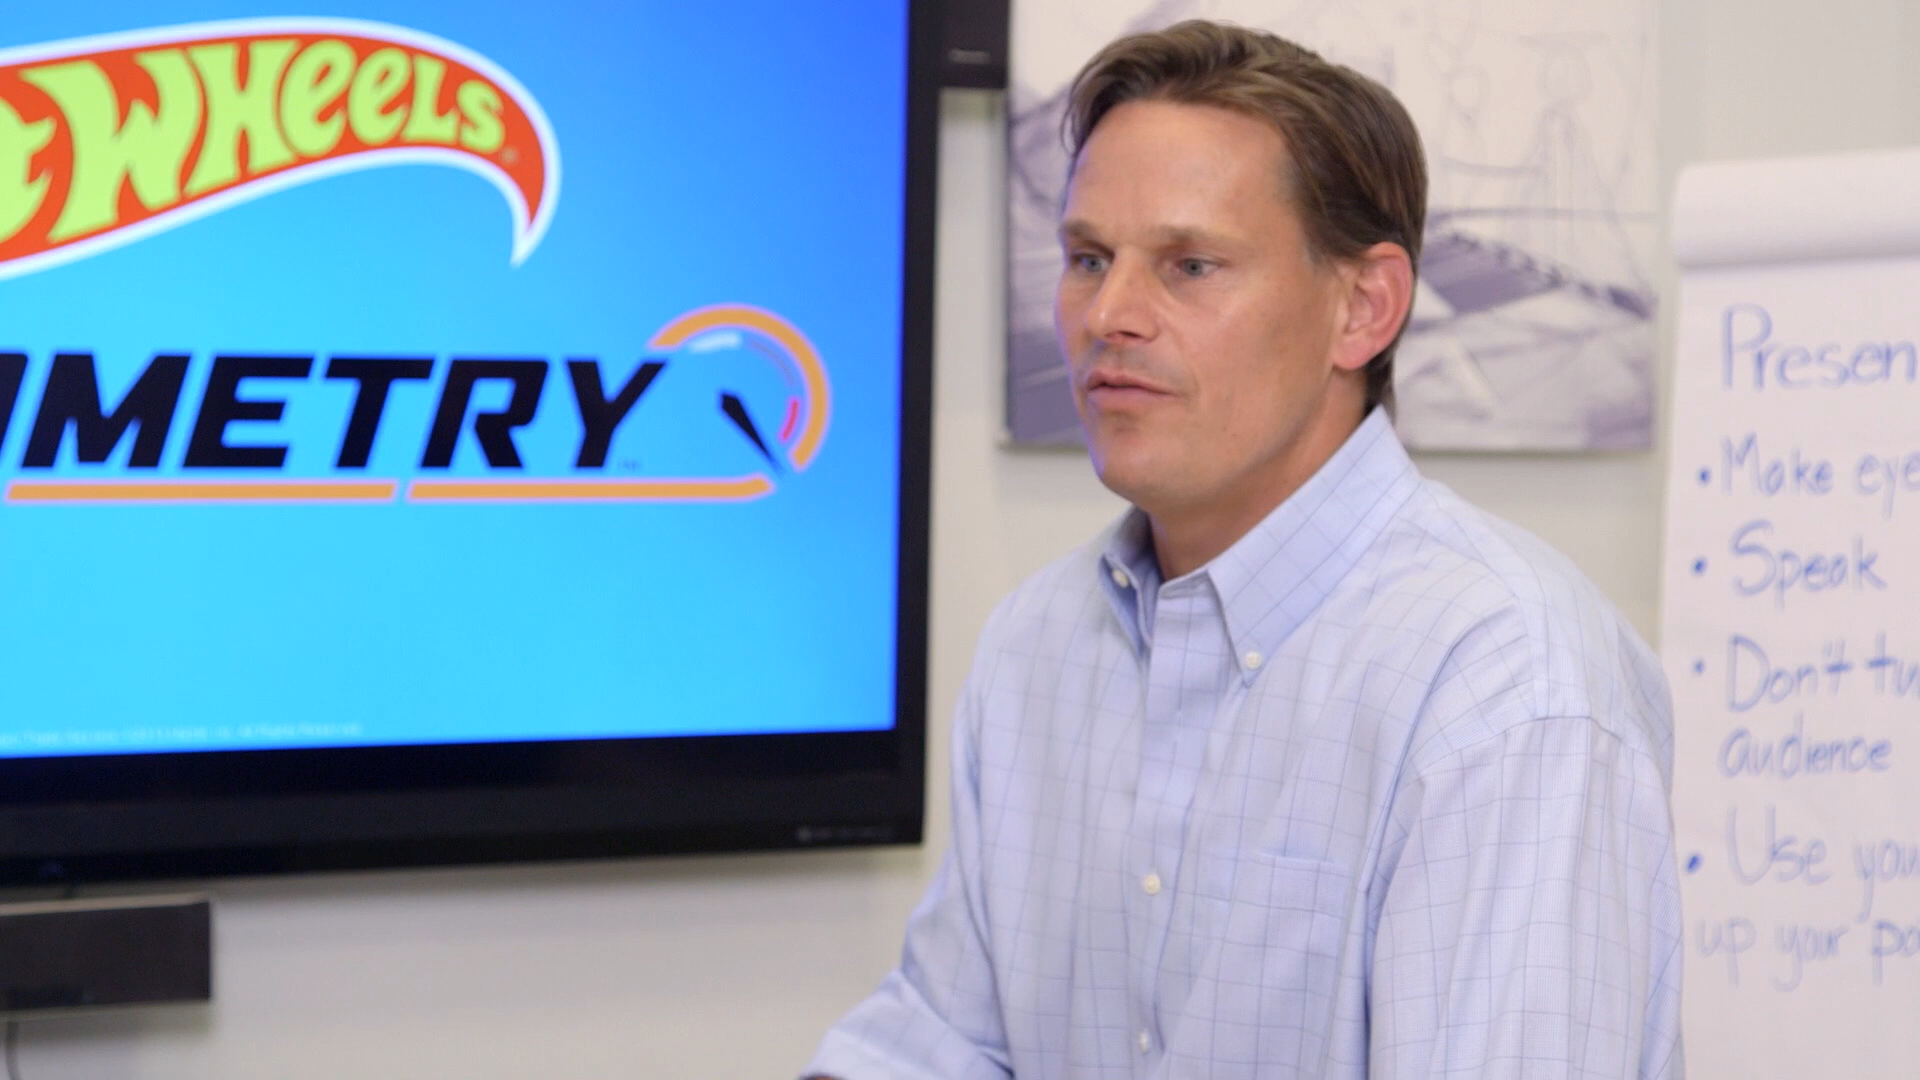 WHEELS
METRY
Presen
• Make eye
• Speak
• Don't tu
audience
• Use you
up your po